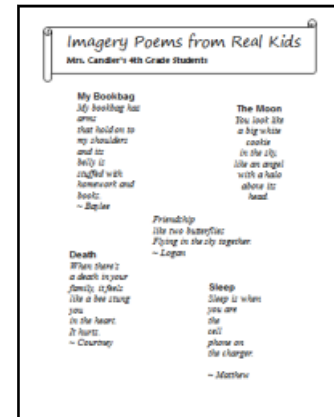 Imagery Poems from Real Kids
Mrs. Candler's 4th Grade Students
My Bookbag
My bookbag has
arms
that hold on to
my shoulders
and its
belly is
stuffed with
homework and
books.
~ Baylee
The Moon
You look like
a big white
cookie
in the sky,
like an angel
with a halo
above its
head.
Friendship
like two butterflies
Flying in the sky together.
~ Logan
Death
When there's
a death in your
family, it feels
like a bee stung
you
in the heart.
It hurts.
~ Courtney
Sleep
Sleep is when
you are
the
cell
phone on
the charger.
~ Matthew